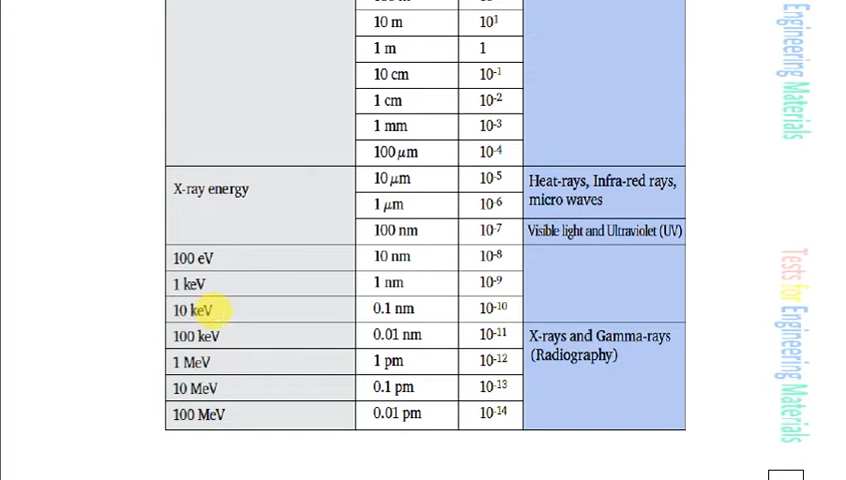 10 m 10¹
1 m 1
10 cm 10⁻¹
1 cm 10⁻²
1 mm 10⁻³
100 μm 10⁻⁴
X-ray energy
10 μm 10⁻⁵ Heat-rays, Infra-red rays,
micro waves
1 μm 10⁻⁶
100 nm 10⁻⁷ Visible light and Ultraviolet (UV)
100 eV 10 nm 10⁻⁸
1 keV 1 nm 10⁻⁹
10 keV 0.1 nm 10⁻¹⁰
100 keV 0.01 nm 10⁻¹¹ X-rays and Gamma-rays
(Radiography)
1 MeV 1 pm 10⁻¹²
10 MeV 0.1 pm 10⁻¹³
100 MeV 0.01 pm 10⁻¹⁴
Engineering Materials
Tests for Engineering Materials